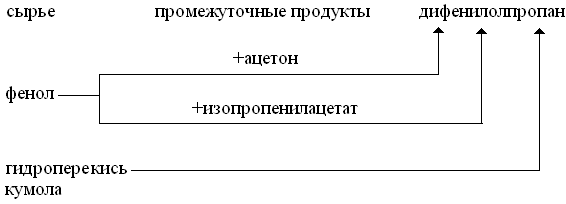 сырье промежуточные продукты дифенилолпропан
+ацетон
фенол
+изопропенилацетат
гидроперекись
кумола